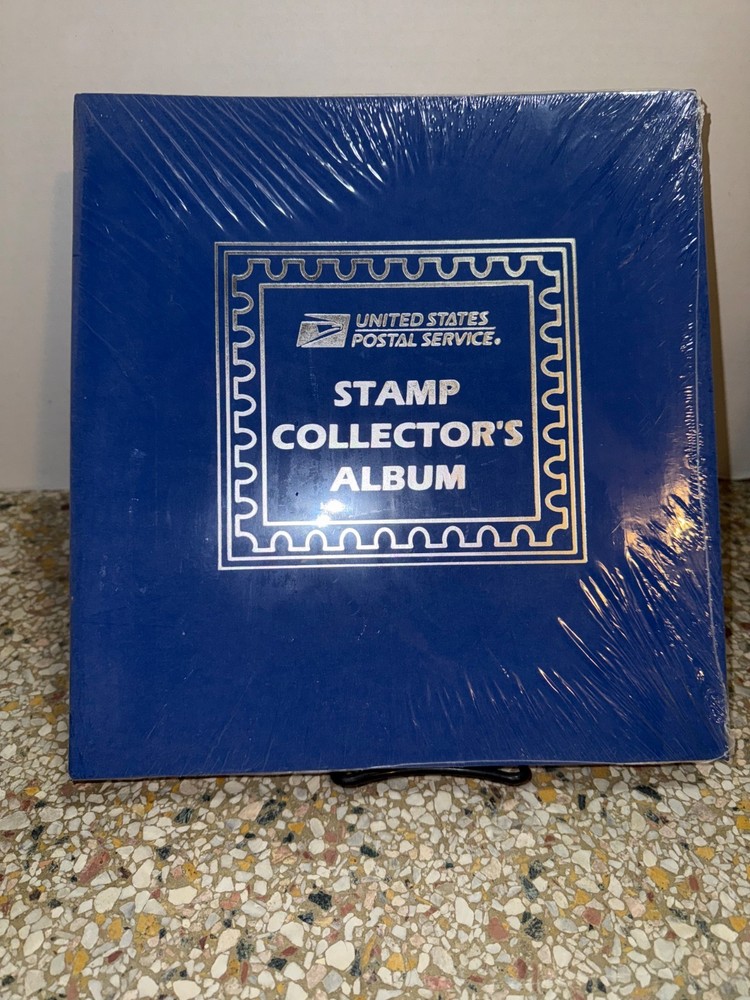 UNITED STATES
POSTAL SERVICE®
STAMP
COLLECTOR'S
ALBUM